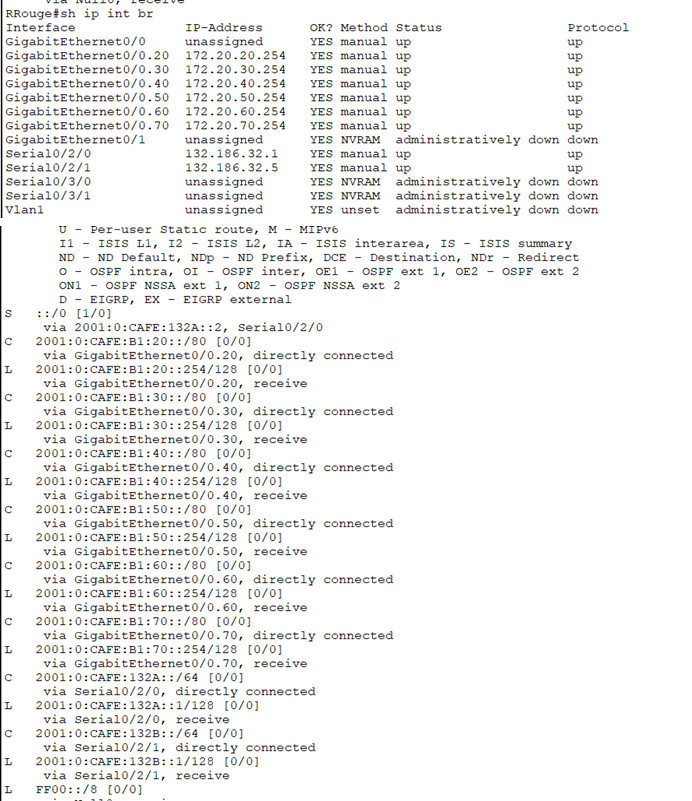 via Null0, receive
RRouge#sh ip int br
Interface              IP-Address      OK? Method Status                Protocol
GigabitEthernet0/0     unassigned      YES manual up                    up
GigabitEthernet0/0.20  172.20.20.254   YES manual up                    up
GigabitEthernet0/0.30  172.20.30.254   YES manual up                    up
GigabitEthernet0/0.40  172.20.40.254   YES manual up                    up
GigabitEthernet0/0.50  172.20.50.254   YES manual up                    up
GigabitEthernet0/0.60  172.20.60.254   YES manual up                    up
GigabitEthernet0/0.70  172.20.70.254   YES manual up                    up
GigabitEthernet0/1     unassigned      YES NVRAM  administratively down down
Serial0/2/0            132.186.32.1    YES manual up                    up
Serial0/2/1            132.186.32.5    YES manual up                    up
Serial0/3/0            unassigned      YES NVRAM  administratively down down
Serial0/3/1            unassigned      YES NVRAM  administratively down down
Vlan1                  unassigned      YES unset  administratively down down
U - Per-user Static route, M - MIPv6
I1 - ISIS L1, I2 - ISIS L2, IA - ISIS interarea, IS - ISIS summary
ND - ND Default, NDp - ND Prefix, DCE - Destination, NDr - Redirect
O - OSPF intra, OI - OSPF inter, OE1 - OSPF ext 1, OE2 - OSPF ext 2
ON1 - OSPF NSSA ext 1, ON2 - OSPF NSSA ext 2
D - EIGRP, EX - EIGRP external
S   ::/0 [1/0]
via 2001:0:CAFE:132A::2, Serial0/2/0
C   2001:0:CAFE:B1:20::/80 [0/0]
via GigabitEthernet0/0.20, directly connected
L   2001:0:CAFE:B1:20::254/128 [0/0]
via GigabitEthernet0/0.20, receive
C   2001:0:CAFE:B1:30::/80 [0/0]
via GigabitEthernet0/0.30, directly connected
L   2001:0:CAFE:B1:30::254/128 [0/0]
via GigabitEthernet0/0.30, receive
C   2001:0:CAFE:B1:40::/80 [0/0]
via GigabitEthernet0/0.40, directly connected
L   2001:0:CAFE:B1:40::254/128 [0/0]
via GigabitEthernet0/0.40, receive
C   2001:0:CAFE:B1:50::/80 [0/0]
via GigabitEthernet0/0.50, directly connected
L   2001:0:CAFE:B1:50::254/128 [0/0]
via GigabitEthernet0/0.50, receive
C   2001:0:CAFE:B1:60::/80 [0/0]
via GigabitEthernet0/0.60, directly connected
L   2001:0:CAFE:B1:60::254/128 [0/0]
via GigabitEthernet0/0.60, receive
C   2001:0:CAFE:B1:70::/80 [0/0]
via GigabitEthernet0/0.70, directly connected
L   2001:0:CAFE:B1:70::254/128 [0/0]
via GigabitEthernet0/0.70, receive
C   2001:0:CAFE:132A::/64 [0/0]
via Serial0/2/0, directly connected
L   2001:0:CAFE:132A::1/128 [0/0]
via Serial0/2/0, receive
C   2001:0:CAFE:132B::/64 [0/0]
via Serial0/2/1, directly connected
L   2001:0:CAFE:132B::1/128 [0/0]
via Serial0/2/1, receive
L   FF00::/8 [0/0]